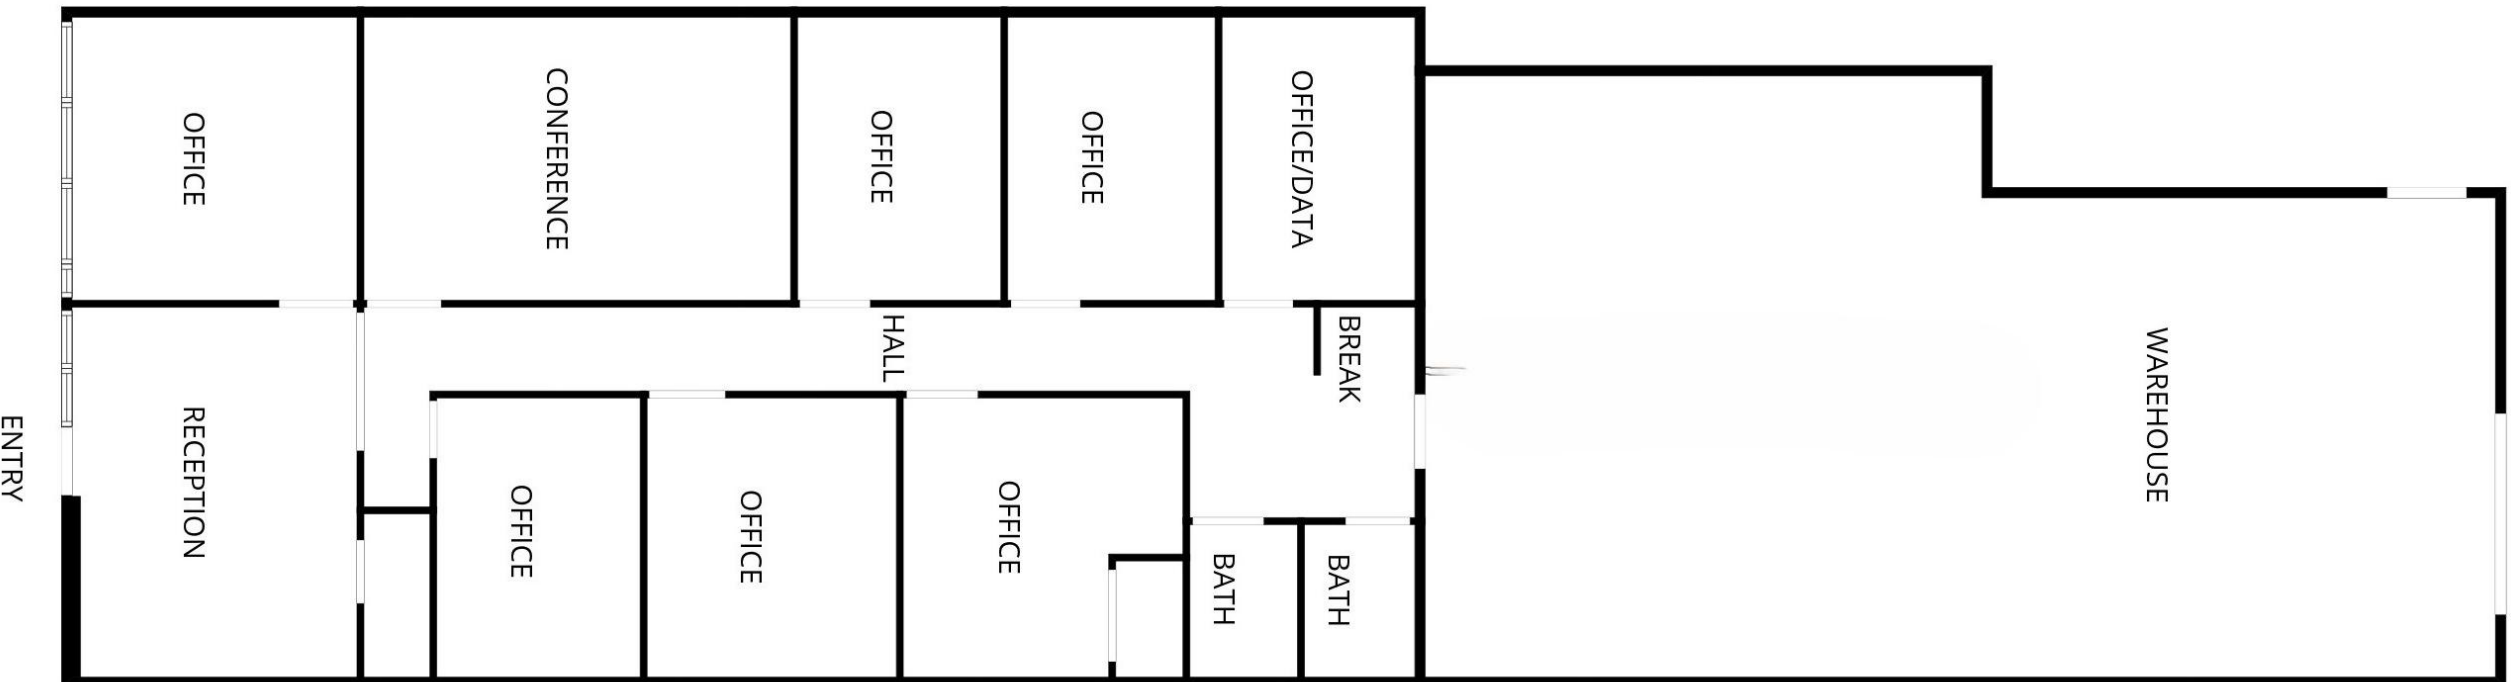 OFFICE
CONFERENCE
OFFICE
OFFICE
OFFICE/DATA
HALL
BREAK
WAREHOUSE
ENTRY
RECEPTION
OFFICE
OFFICE
OFFICE
BATH
BATH